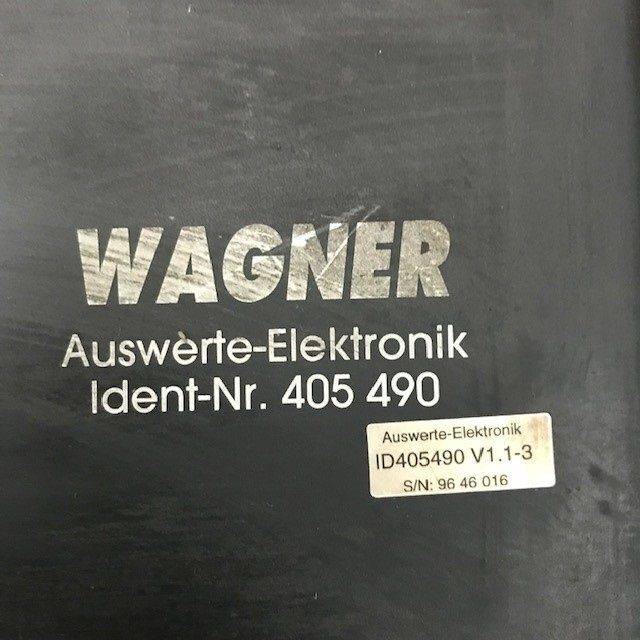 WAGNER
Auswerte-Elektronik
Ident-Nr. 405 490
Auswerte-Elektronik
ID405490 V1.1-3
S/N: 96 46 016